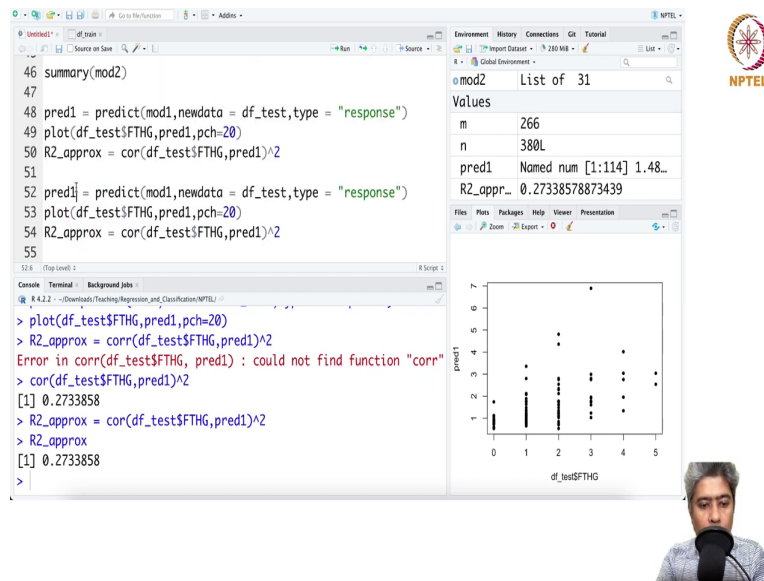 Go to file/function
Addins
NPTEL
Untitled1* × df_train ×
Source on Save Run Source
46 summary(mod2)
47
48 pred1 = predict(mod1,newdata = df_test,type = "response")
49 plot(df_test$FTHG,pred1,pch=20)
50 R2_approx = cor(df_test$FTHG,pred1)^2
51
52 pred1 = predict(mod1,newdata = df_test,type = "response")
53 plot(df_test$FTHG,pred1,pch=20)
54 R2_approx = cor(df_test$FTHG,pred1)^2
55
52:6 (Top Level) R Script
Console Terminal × Background Jobs ×
R 4.2.2 · ~/Downloads/Teaching/Regression_and_Classification/NPTEL/
> plot(df_test$FTHG,pred1,pch=20)
> R2_approx = corr(df_test$FTHG,pred1)^2
Error in corr(df_test$FTHG, pred1) : could not find function "corr"
> cor(df_test$FTHG,pred1)^2
[1] 0.2733858
> R2_approx = cor(df_test$FTHG,pred1)^2
> R2_approx
[1] 0.2733858
>
Environment History Connections Git Tutorial
Import Dataset 280 MiB List
R Global Environment
mod2 List of 31
Values
m 266
n 380L
pred1 Named num [1:114] 1.48…
R2_appr… 0.27338578873439
Files Plots Packages Help Viewer Presentation
Zoom Export
pred1
7
6
5
4
3
2
1
0 1 2 3 4 5
df_test$FTHG
NPTEL